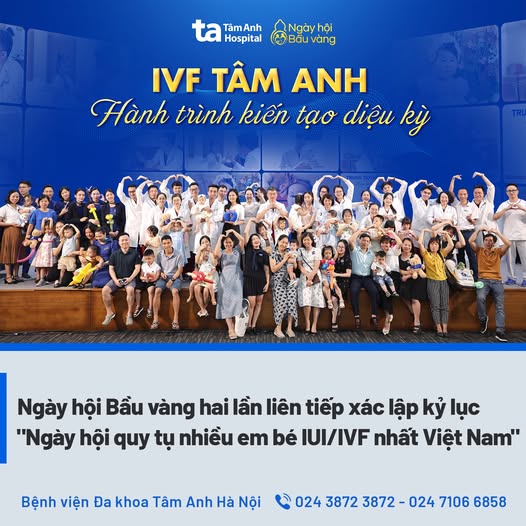 ta Tâm Anh Hospital
Ngày hội Bầu vàng
IVF TÂM ANH
Hành trình kiến tạo diệu kỳ
TRU
Ngày hội Bầu vàng hai lần liên tiếp xác lập kỷ lục
"Ngày hội quy tụ nhiều em bé IUI/IVF nhất Việt Nam"
Bệnh viện Đa khoa Tâm Anh Hà Nội 024 3872 3872 - 024 7106 6858